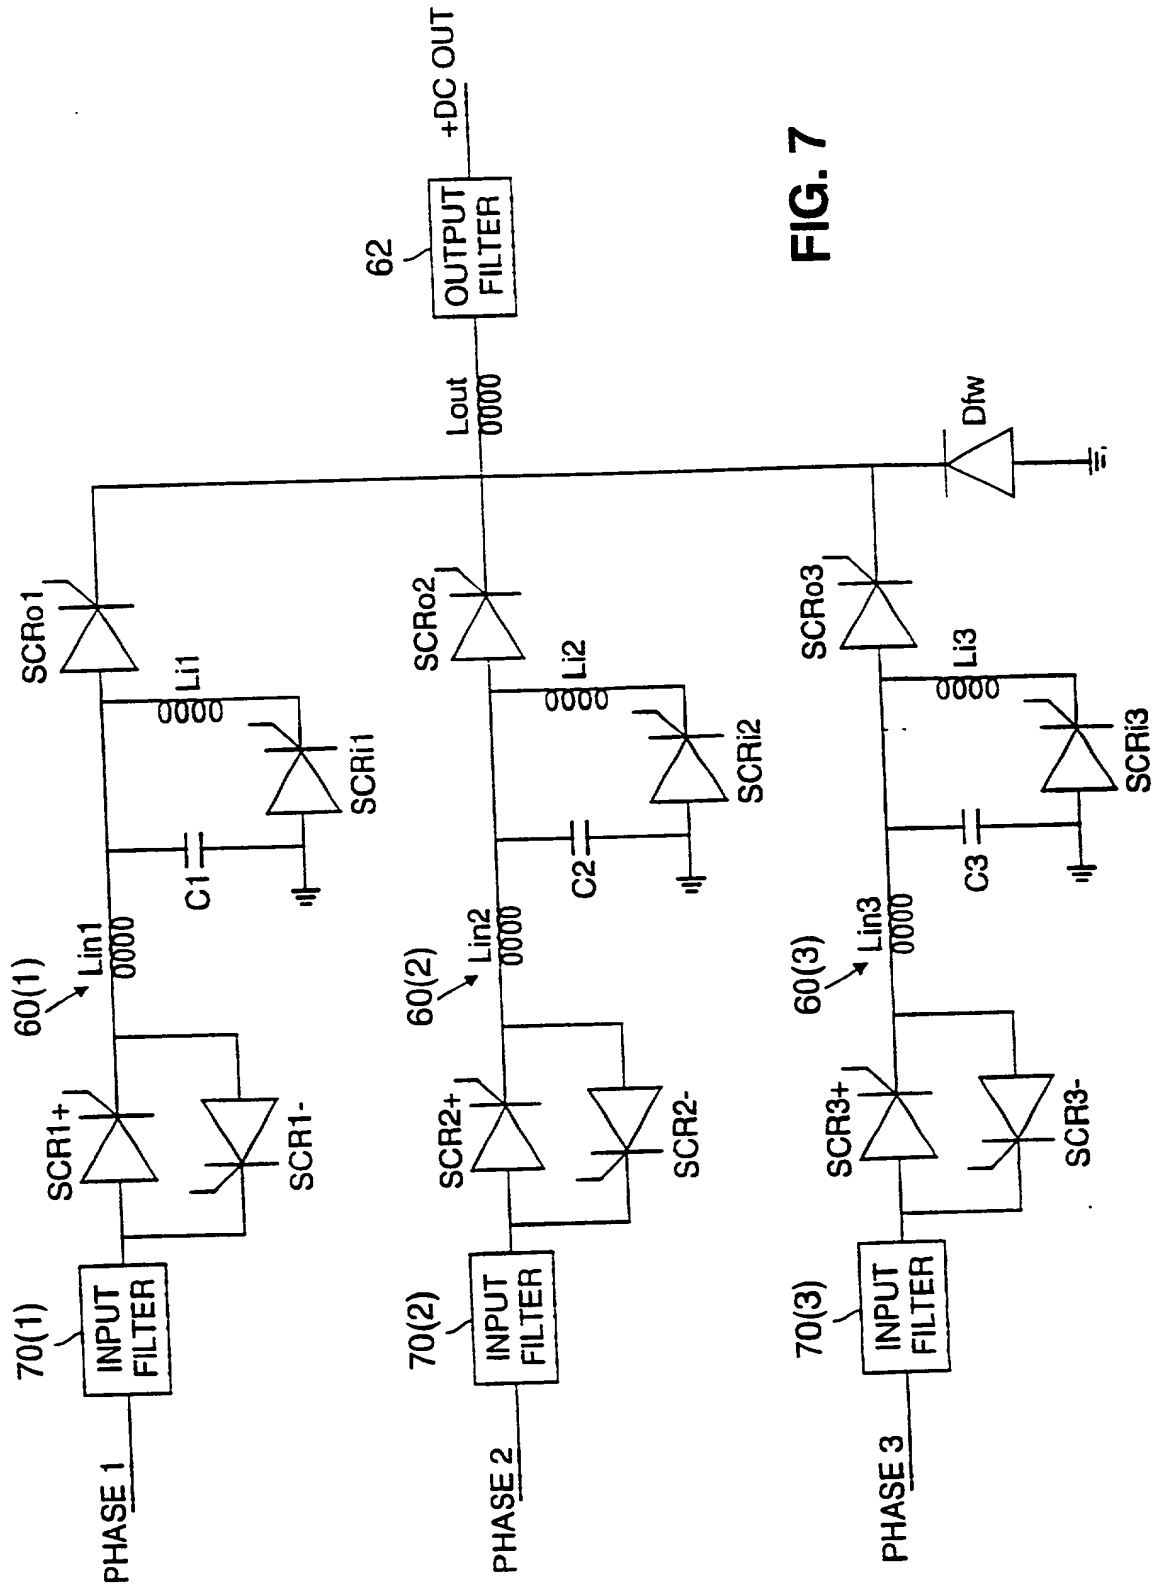 PHASE 1
70(1)
INPUT
FILTER
SCR1+
SCR1-
60(1)
Lin1
C1
SCRi1
Li1
SCRo1
PHASE 2
70(2)
INPUT
FILTER
SCR2+
SCR2-
60(2)
Lin2
C2
SCRi2
Li2
SCRo2
Lout
62
OUTPUT
FILTER
+DC OUT
PHASE 3
70(3)
INPUT
FILTER
SCR3+
SCR3-
60(3)
Lin3
C3
SCRi3
Li3
SCRo3
Dfw
FIG. 7